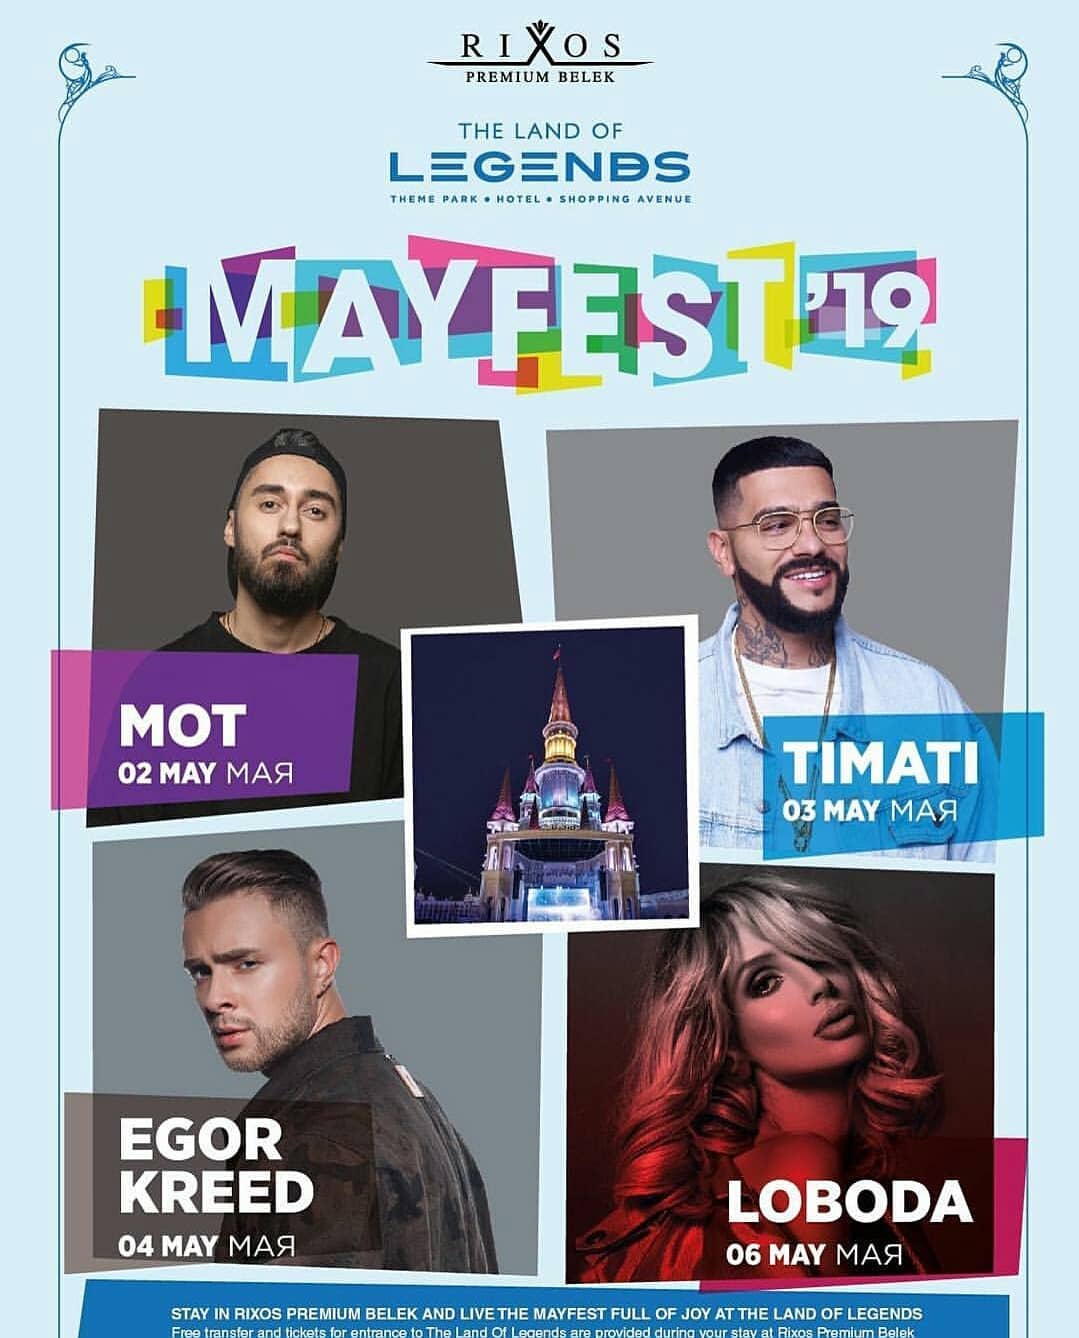 RIXOS
PREMIUM BELEK
THE LAND OF
LEGENDS
THEME PARK • HOTEL • SHOPPING AVENUE
MAYFEST '19
MOT
02 MAY МАЯ
TIMATI
03 MAY МАЯ
EGOR
KREED
04 MAY МАЯ
LOBODA
06 MAY МАЯ
STAY IN RIXOS PREMIUM BELEK AND LIVE THE MAYFEST FULL OF JOY AT THE LAND OF LEGENDS
Free transfer and tickets for entrance to The Land Of Legends are provided during your stay at Rixos Premium Belek